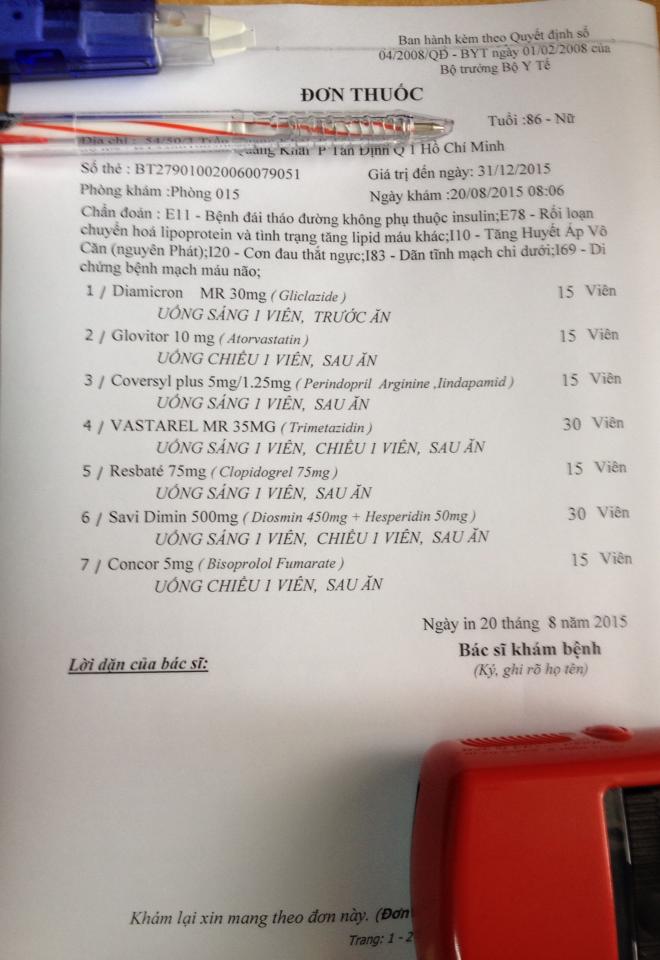 Ban hành kèm theo Quyết định số
04/2008/QĐ - BYT ngày 01/02/2008 của
Bộ trưởng Bộ Y Tế
ĐƠN THUỐC
Tuổi :86 - Nữ
Địa chỉ : 54/50/1 Trần
Quang Khải P Tân Định Q 1 Hồ Chí Minh
Số thẻ : BT279010020060079051
Giá trị đến ngày: 31/12/2015
Phòng khám :Phòng 015
Ngày khám :20/08/2015 08:06
Chẩn đoán : E11 - Bệnh đái tháo đường không phụ thuộc insulin;E78 - Rối loạn
chuyển hoá lipoprotein và tình trạng tăng lipid máu khác;I10 - Tăng Huyết Áp Vô
Căn (nguyên Phát);I20 - Cơn đau thắt ngực;I83 - Dãn tĩnh mạch chi dưới;I69 - Di
chứng bệnh mạch máu não;
1 / Diamicron MR 30mg ( Gliclazide ) 15 Viên
UỐNG SÁNG 1 VIÊN, TRƯỚC ĂN
2 / Glovitor 10 mg ( Atorvastatin ) 15 Viên
UỐNG CHIỀU 1 VIÊN, SAU ĂN
3 / Coversyl plus 5mg/1.25mg ( Perindopril Arginine ,Iindapamid ) 15 Viên
UỐNG SÁNG 1 VIÊN, SAU ĂN
4 / VASTAREL MR 35MG ( Trimetazidin ) 30 Viên
UỐNG SÁNG 1 VIÊN, CHIỀU 1 VIÊN, SAU ĂN
5 / Resbaté 75mg ( Clopidogrel 75mg ) 15 Viên
UỐNG SÁNG 1 VIÊN, SAU ĂN
6 / Savi Dimin 500mg ( Diosmin 450mg + Hesperidin 50mg ) 30 Viên
UỐNG SÁNG 1 VIÊN, CHIỀU 1 VIÊN, SAU ĂN
7 / Concor 5mg ( Bisoprolol Fumarate ) 15 Viên
UỐNG CHIỀU 1 VIÊN, SAU ĂN
Ngày in 20 tháng 8 năm 2015
Bác sĩ khám bệnh
(Ký, ghi rõ họ tên)
Lời dặn của bác sĩ:
Khám lại xin mang theo đơn này. (Đơn
Trang: 1 - 2